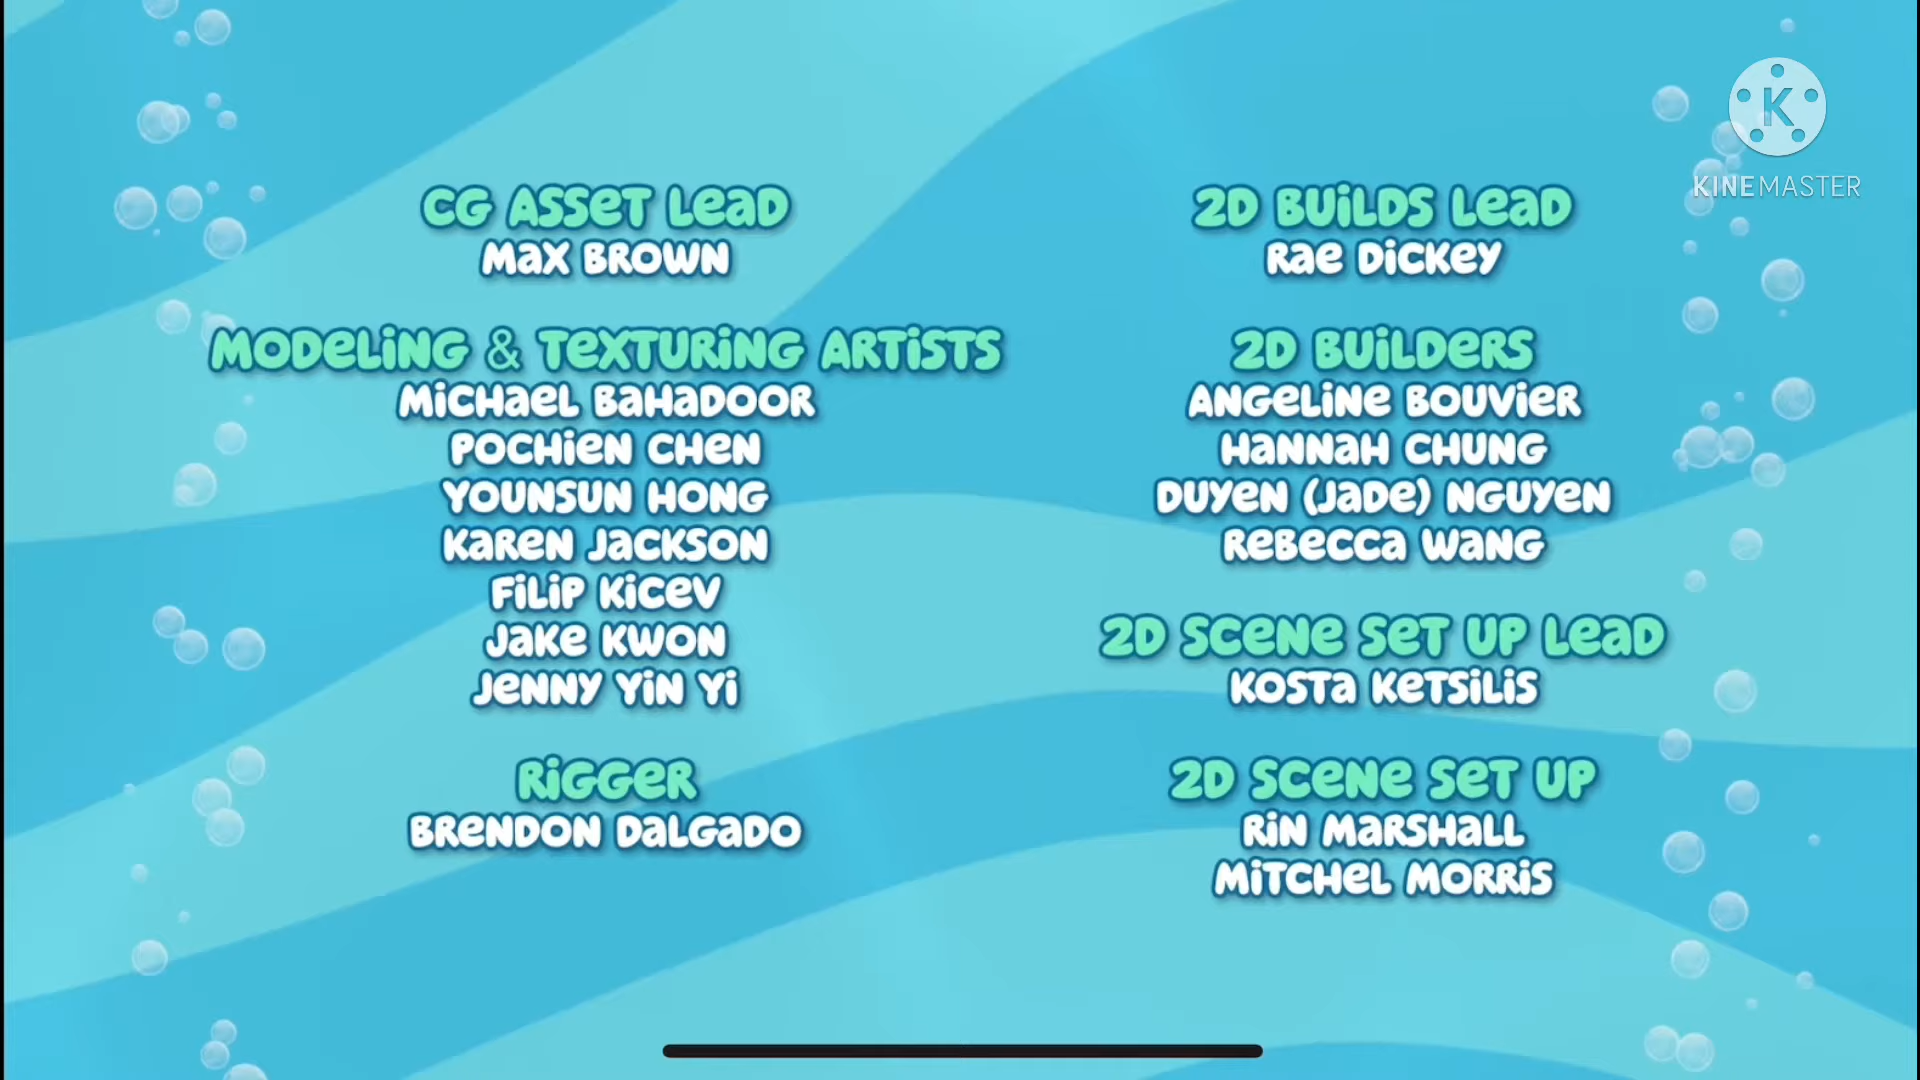 CG ASSET LEAD
MAX BROWN
MODELING & TEXTURING ARTISTS
MICHAEL BAHADOOR
POCHIEN CHEN
YOUNSUN HONG
KAREN JACKSON
FILIP KICEV
JAKE KWON
JENNY YIN YI
RIGGER
BRENDON DALGADO
2D BUILDS LEAD
RAE DICKEY
2D BUILDERS
ANGELINE BOUVIER
HANNAH CHUNG
DUYEN (JADE) NGUYEN
REBECCA WANG
2D SCENE SET UP LEAD
KOSTA KETSILIS
2D SCENE SET UP
RIN MARSHALL
MITCHEL MORRIS
K
KINEMASTER